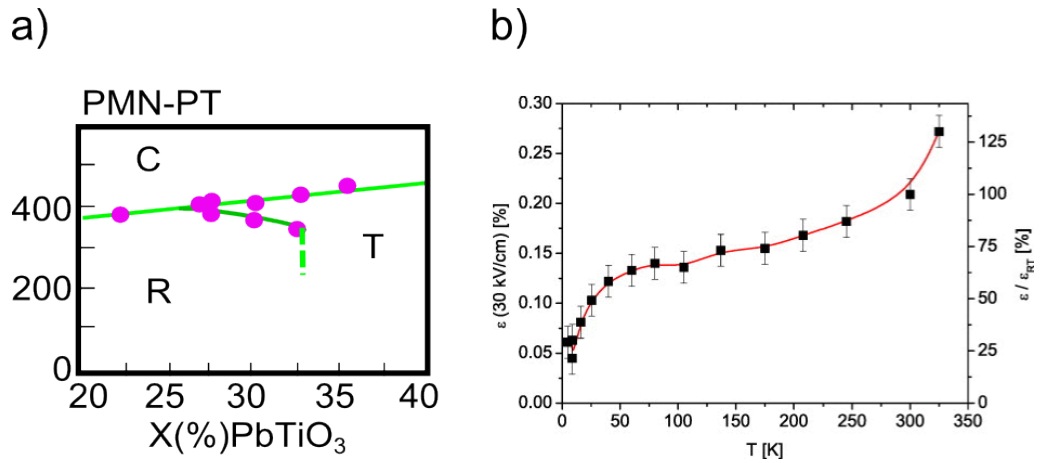 a)
PMN-PT
C
T
R
400
200
0
20 25 30 35 40
X(%)PbTiO₃
b)
0.30
0.25
0.20
0.15
0.10
0.05
0.00
ε (30 kV/cm) [%]
125
100
75
50
25
0
ε / ε_RT [%]
0 50 100 150 200 250 300 350
T [K]